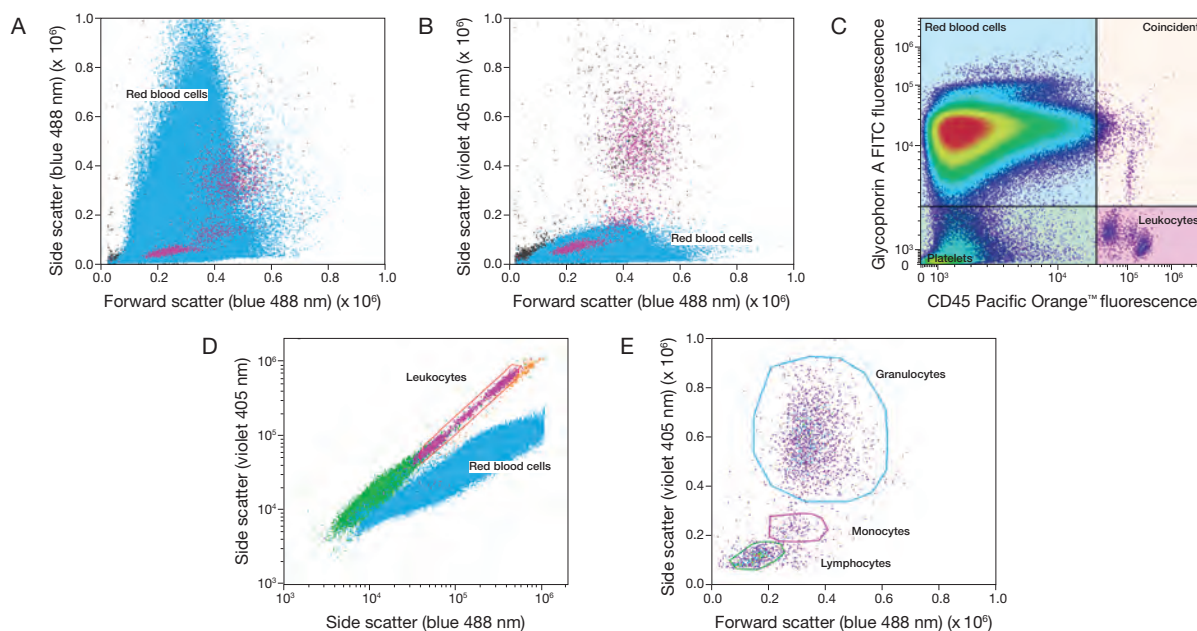 A
Side scatter (blue 488 nm) (x 10⁶)
1.0
0.8
0.6
0.4
0.2
0.0
Red blood cells
0.0 0.2 0.4 0.6 0.8 1.0
Forward scatter (blue 488 nm) (x 10⁶)
B
Side scatter (violet 405 nm) (x 10⁶)
1.0
0.8
0.6
0.4
0.2
0.0
Red blood cells
0.0 0.2 0.4 0.6 0.8 1.0
Forward scatter (blue 488 nm) (x 10⁶)
C
Glycophorin A FITC fluorescence
Red blood cells
Coincident
10⁶
10⁵
10⁴
10³
0
Leukocytes
Platelets
0 10³ 10⁴ 10⁵ 10⁶
CD45 Pacific Orange™ fluorescence
D
Side scatter (violet 405 nm)
10⁶
10⁵
10⁴
10³
Leukocytes
Red blood cells
10³ 10⁴ 10⁵ 10⁶
Side scatter (blue 488 nm)
E
Side scatter (violet 405 nm) (x 10⁶)
1.0
0.8
0.6
0.4
0.2
0.0
Granulocytes
Monocytes
Lymphocytes
0.0 0.2 0.4 0.6 0.8 1.0
Forward scatter (blue 488 nm) (x 10⁶)